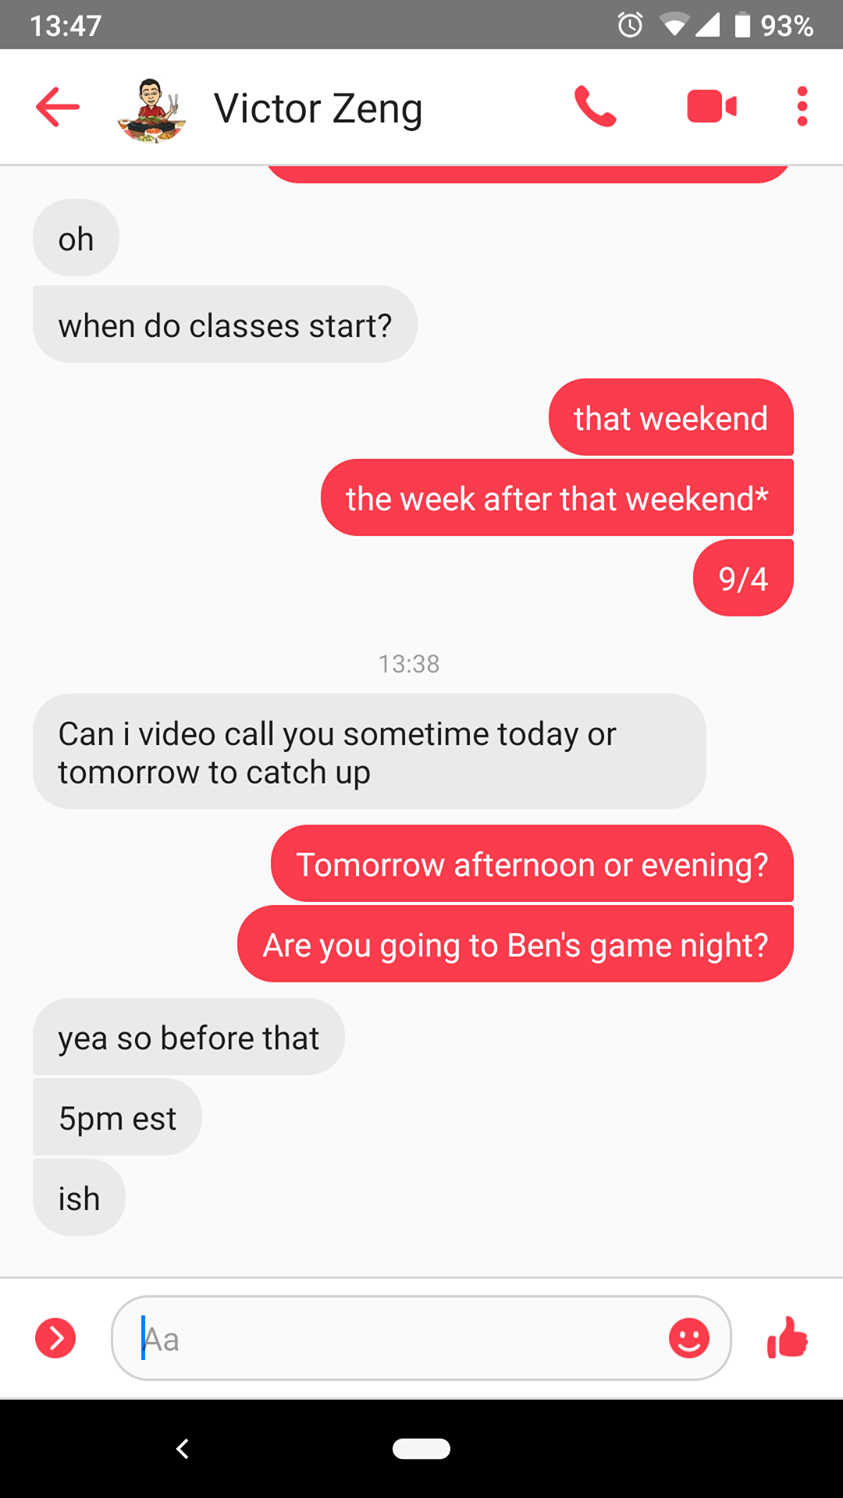 13:47
93%
Victor Zeng
oh
when do classes start?
that weekend
the week after that weekend*
9/4
13:38
Can i video call you sometime today or
tomorrow to catch up
Tomorrow afternoon or evening?
Are you going to Ben's game night?
yea so before that
5pm est
ish
Aa